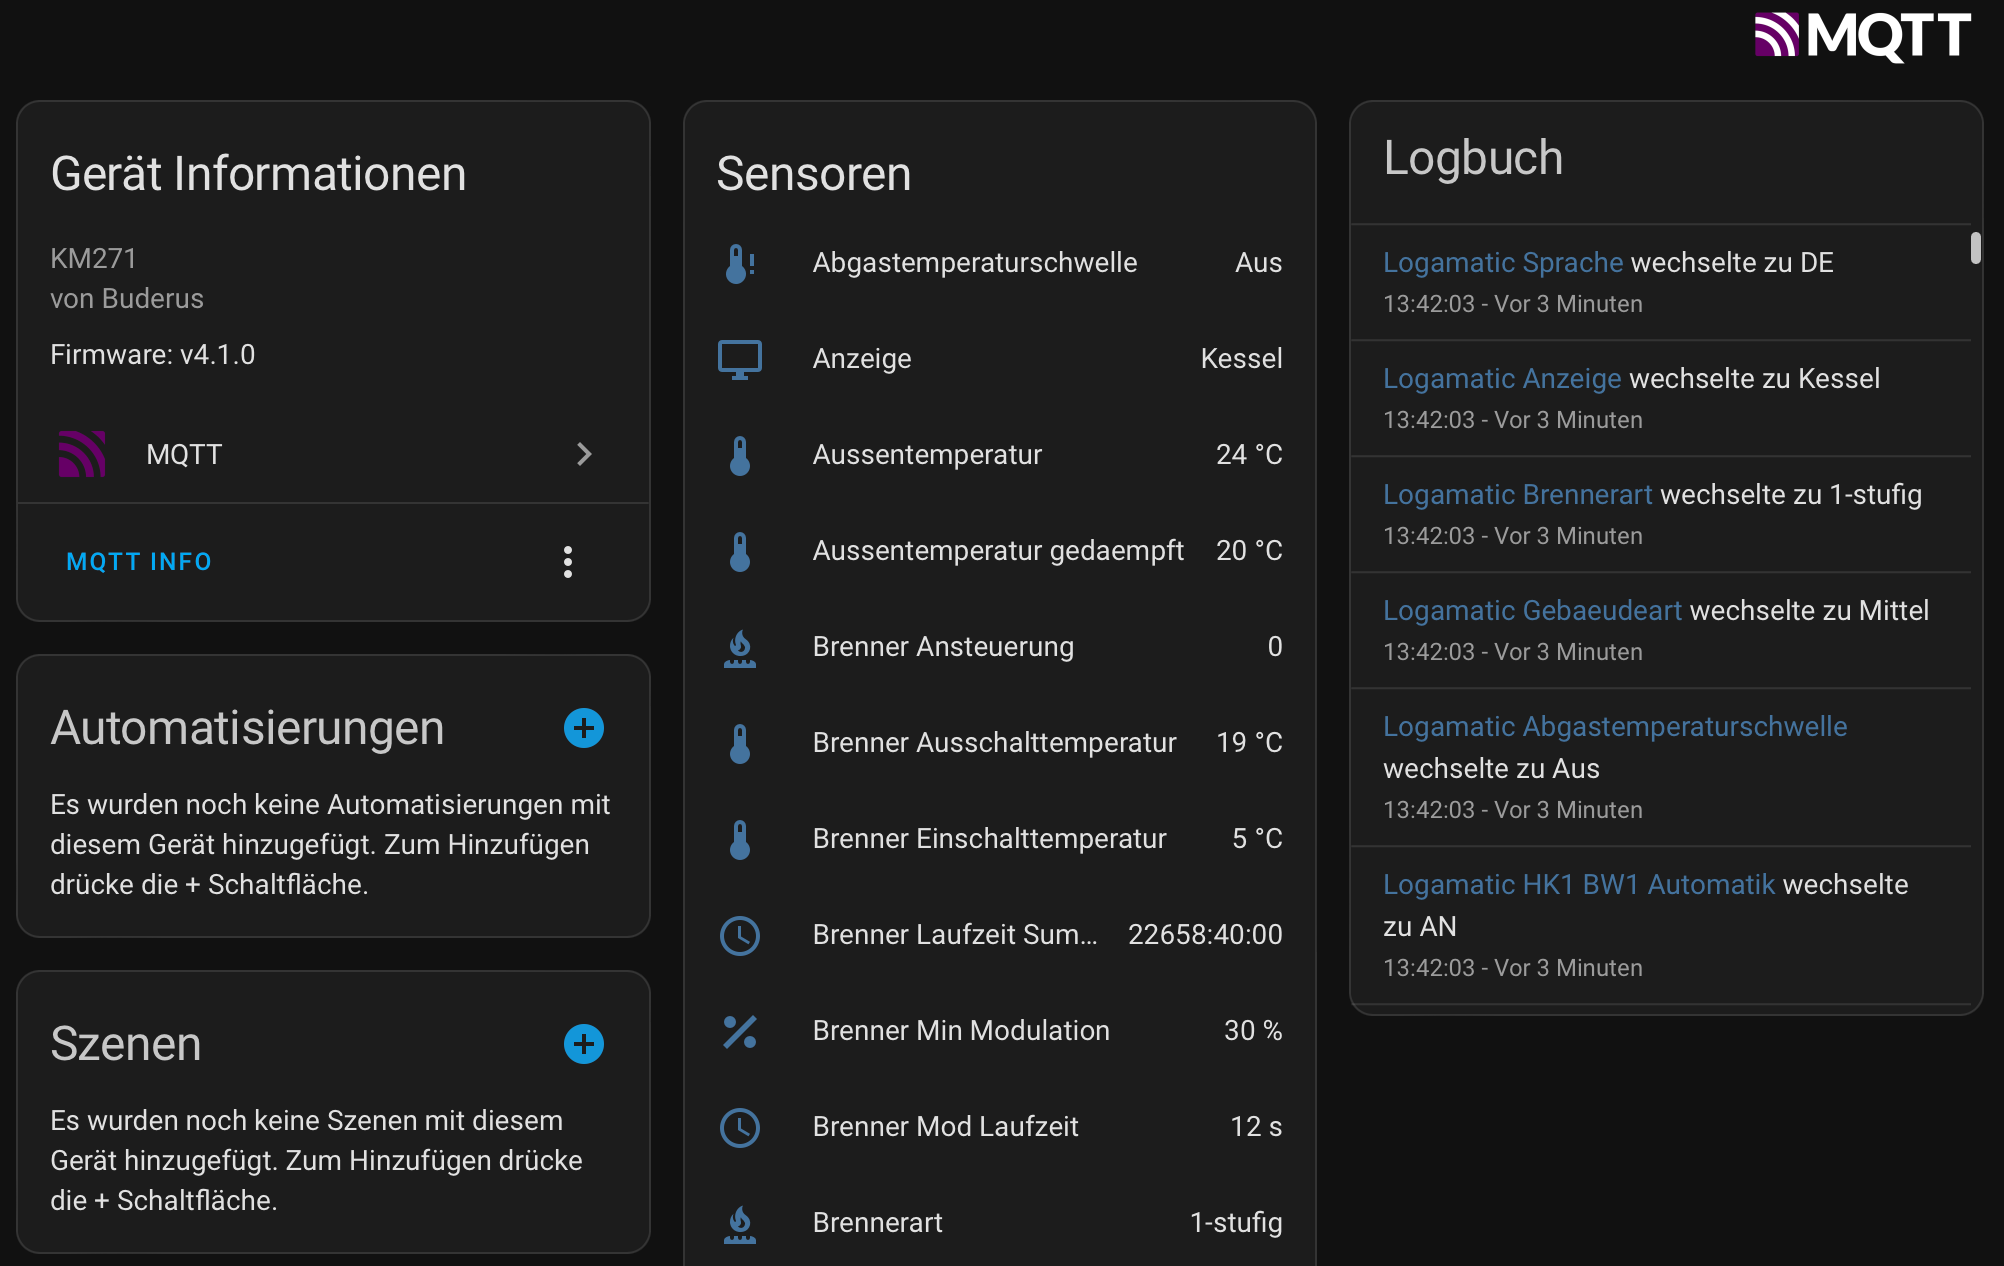 MQTT
Gerät Informationen
KM271
von Buderus
Firmware: v4.1.0
MQTT
MQTT INFO
Automatisierungen
Es wurden noch keine Automatisierungen mit
diesem Gerät hinzugefügt. Zum Hinzufügen
drücke die + Schaltfläche.
Szenen
Es wurden noch keine Szenen mit diesem
Gerät hinzugefügt. Zum Hinzufügen drücke
die + Schaltfläche.
Sensoren
Abgastemperaturschwelle Aus
Anzeige Kessel
Aussentemperatur 24 °C
Aussentemperatur gedaempft 20 °C
Brenner Ansteuerung 0
Brenner Ausschalttemperatur 19 °C
Brenner Einschalttemperatur 5 °C
Brenner Laufzeit Sum... 22658:40:00
Brenner Min Modulation 30 %
Brenner Mod Laufzeit 12 s
Brennerart 1-stufig
Logbuch
Logamatic Sprache wechselte zu DE
13:42:03 - Vor 3 Minuten
Logamatic Anzeige wechselte zu Kessel
13:42:03 - Vor 3 Minuten
Logamatic Brennerart wechselte zu 1-stufig
13:42:03 - Vor 3 Minuten
Logamatic Gebaeudeart wechselte zu Mittel
13:42:03 - Vor 3 Minuten
Logamatic Abgastemperaturschwelle
wechselte zu Aus
13:42:03 - Vor 3 Minuten
Logamatic HK1 BW1 Automatik wechselte
zu AN
13:42:03 - Vor 3 Minuten